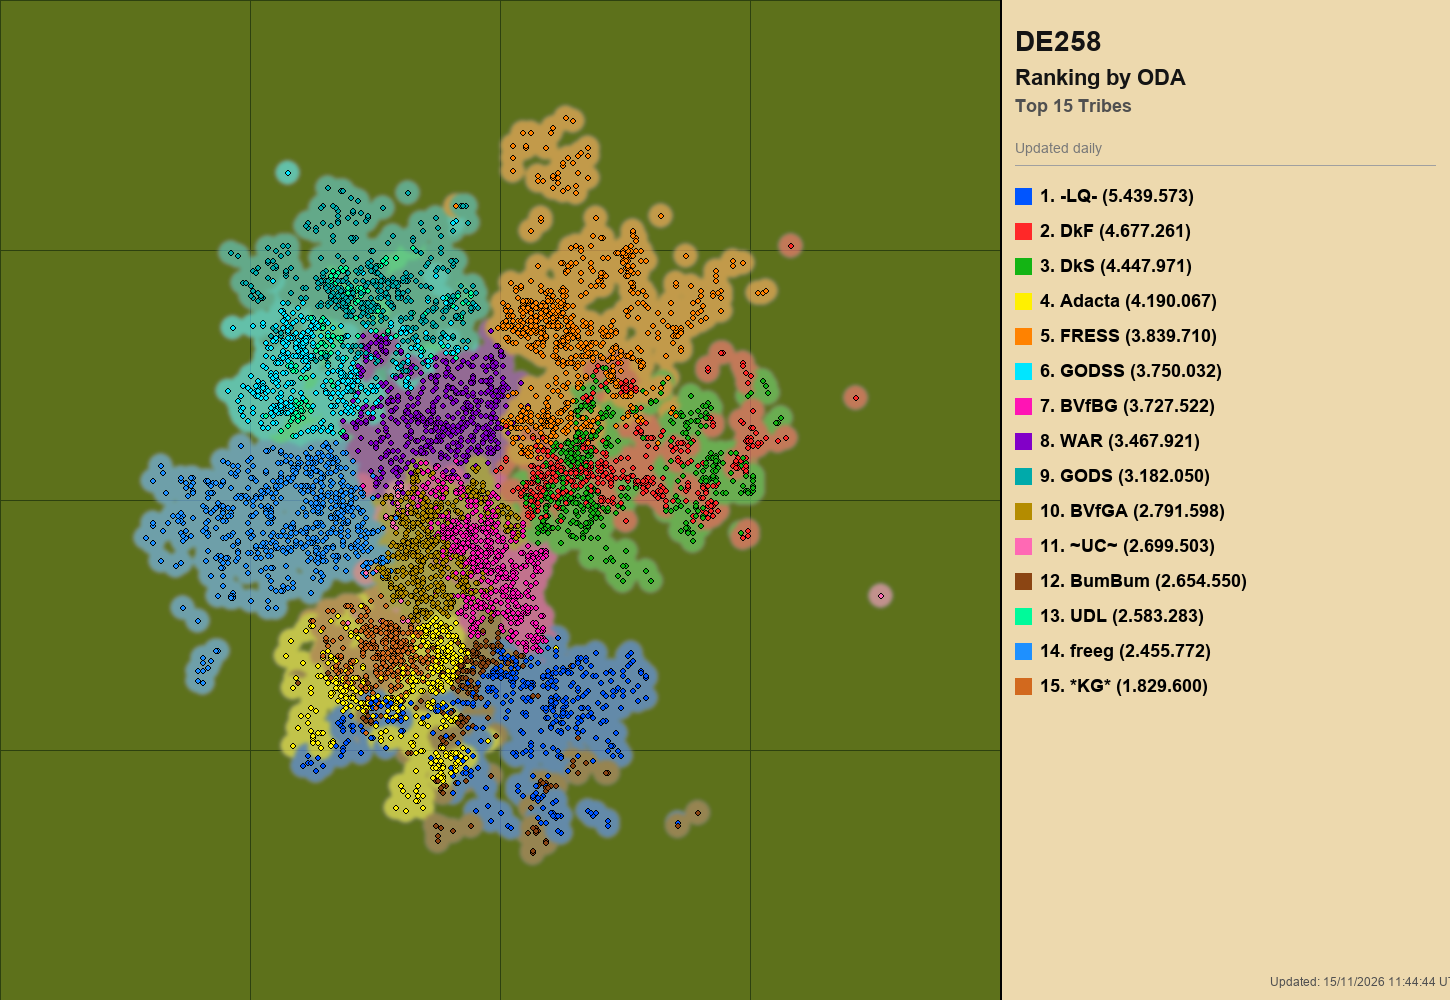 DE258
Ranking by ODA
Top 15 Tribes
Updated daily
1. -LQ- (5.439.573)
2. DkF (4.677.261)
3. DkS (4.447.971)
4. Adacta (4.190.067)
5. FRESS (3.839.710)
6. GODSS (3.750.032)
7. BVfBG (3.727.522)
8. WAR (3.467.921)
9. GODS (3.182.050)
10. BVfGA (2.791.598)
11. ~UC~ (2.699.503)
12. BumBum (2.654.550)
13. UDL (2.583.283)
14. freeg (2.455.772)
15. *KG* (1.829.600)
Updated: 15/11/2026 11:44:44 U